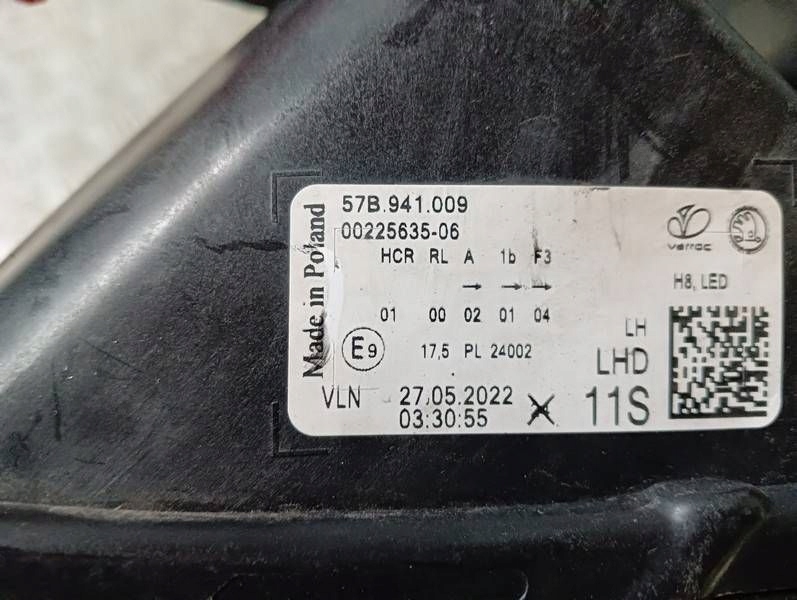 Made in Poland
57B.941.009
00225635-06
HCR RL A 1b F3
→ → →
01 00 02 01 04
E9
17,5 PL 24002
VLN 27.05.2022
03:30:55
varroc
H8, LED
LH
LHD
11S